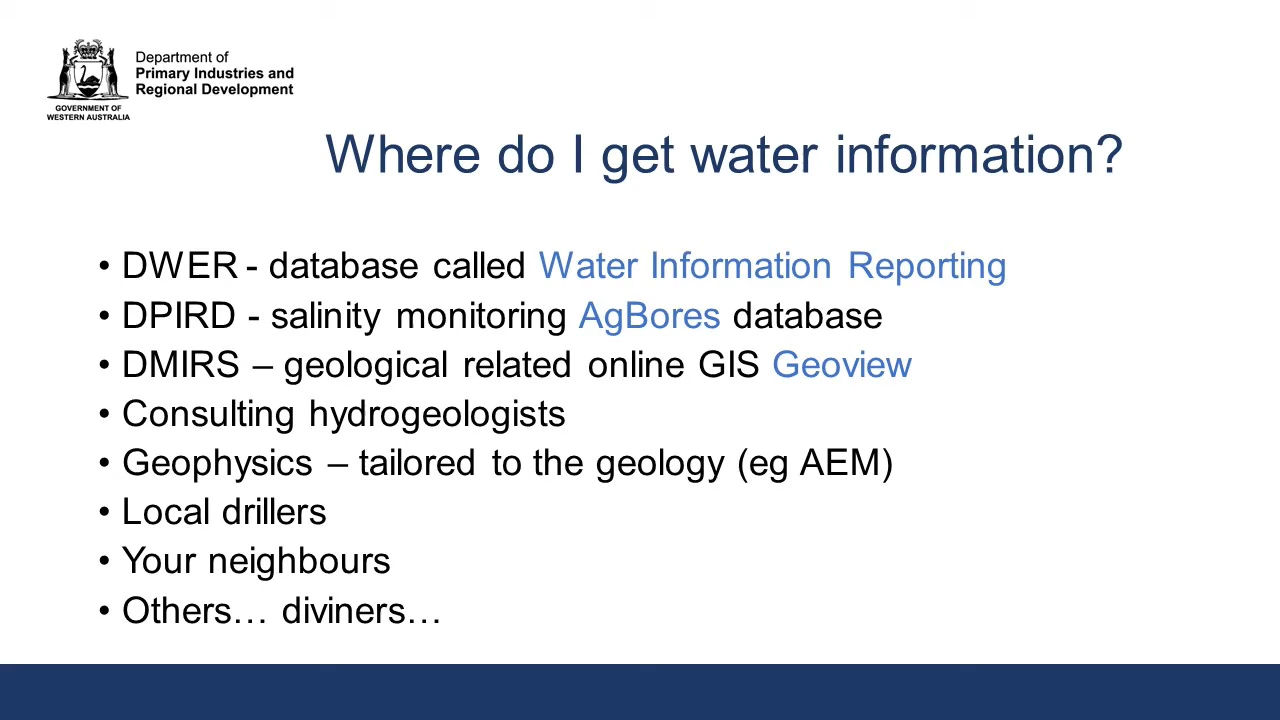 Department of
Primary Industries and
Regional Development
GOVERNMENT OF
WESTERN AUSTRALIA
Where do I get water information?
• DWER - database called Water Information Reporting
• DPIRD - salinity monitoring AgBores database
• DMIRS – geological related online GIS Geoview
• Consulting hydrogeologists
• Geophysics – tailored to the geology (eg AEM)
• Local drillers
• Your neighbours
• Others… diviners…